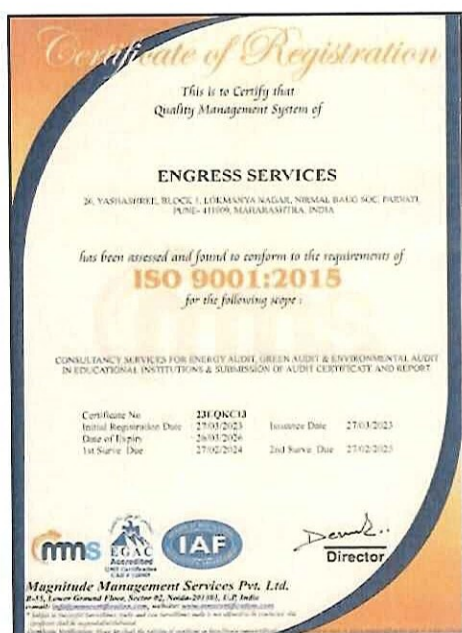 Certificate of Registration
This is to Certify that
Quality Management System of
ENGRESS SERVICES
26, YASHASHREE, BLOCK 1, LOKMANYA NAGAR, NIRMAL BAUG SOC, PARVATI,
PUNE- 411009, MAHARASHTRA, INDIA
has been assessed and found to conform to the requirements of
ISO 9001:2015
for the following scope :
CONSULTANCY SERVICES FOR ENERGY AUDIT, GREEN AUDIT & ENVIRONMENTAL AUDIT
IN EDUCATIONAL INSTITUTIONS & SUBMISSION OF AUDIT CERTIFICATE AND REPORT
Certificate No 23EQKC13
Initial Registration Date 27/03/2023 Issuance Date 27/03/2023
Date of Expiry 26/03/2026
1st Surve. Due 27/02/2024 2nd Surve. Due 27/02/2025
mms
EGAC
Accredited
IAF
Director
Magnitude Management Services Pvt. Ltd.
B-35, Lower Ground Floor, Sector 02, Noida-201301, U.P. India